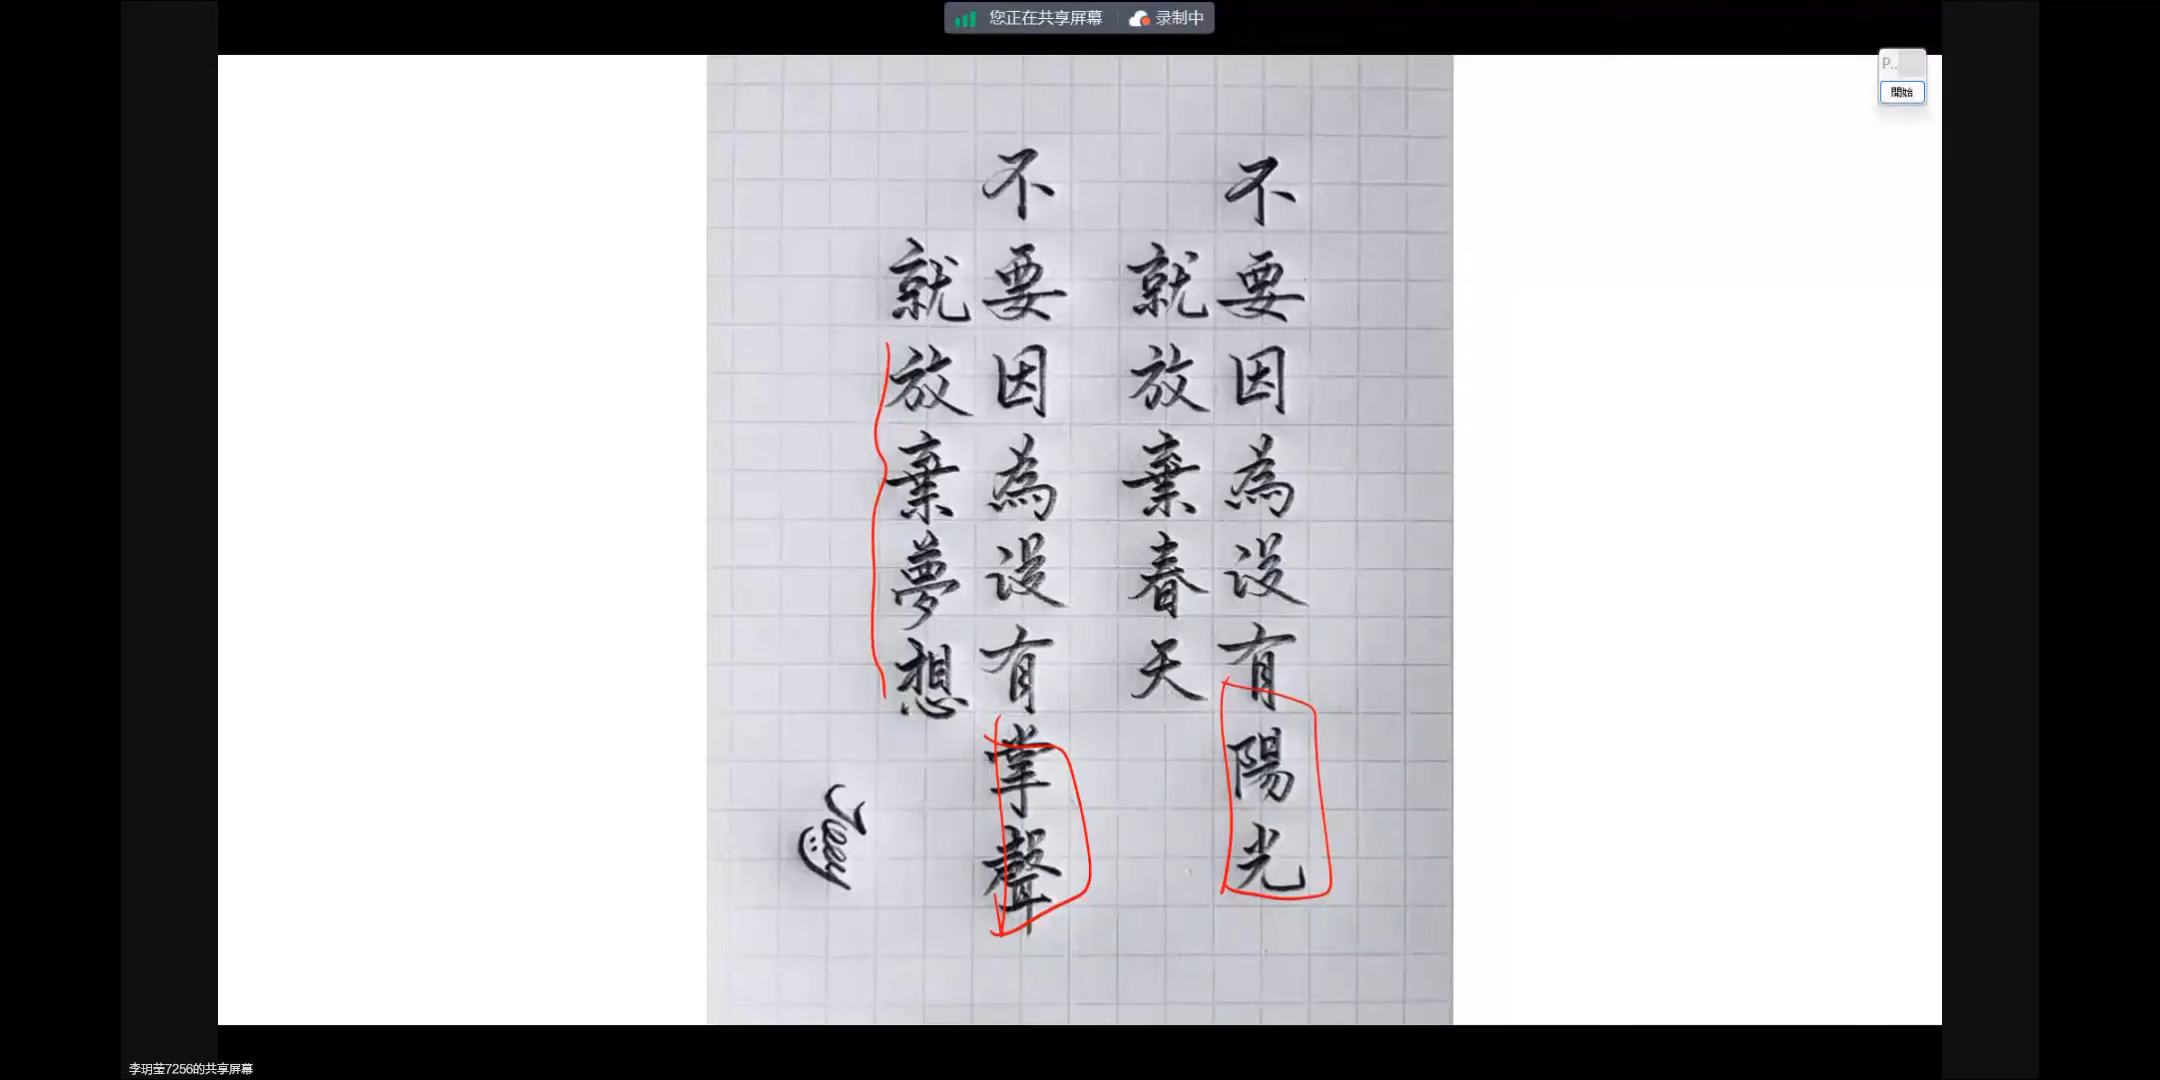 您正在共享屏幕 录制中
P..
開始
不要因為沒有陽光
就放棄春天
不要因為沒有掌聲
就放棄夢想
李玥莹7256的共享屏幕